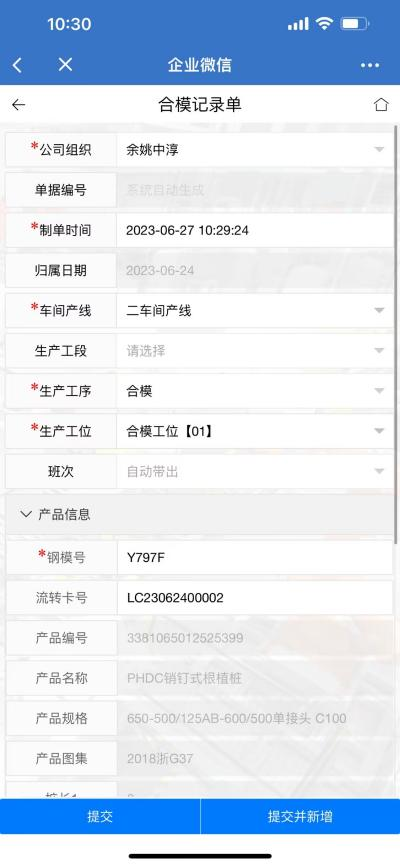 10:30
企业微信
合模记录单
*公司组织 余姚中淳
单据编号 系统自动生成
*制单时间 2023-06-27 10:29:24
归属日期 2023-06-24
*车间产线 二车间产线
生产工段 请选择
*生产工序 合模
*生产工位 合模工位【01】
班次 自动带出
产品信息
*钢模号 Y797F
流转卡号 LC23062400002
产品编号 3381065012525399
产品名称 PHDC销钉式根植桩
产品规格 650-500/125AB-600/500单接头 C100
产品图集 2018浙G37
提交 提交并新增